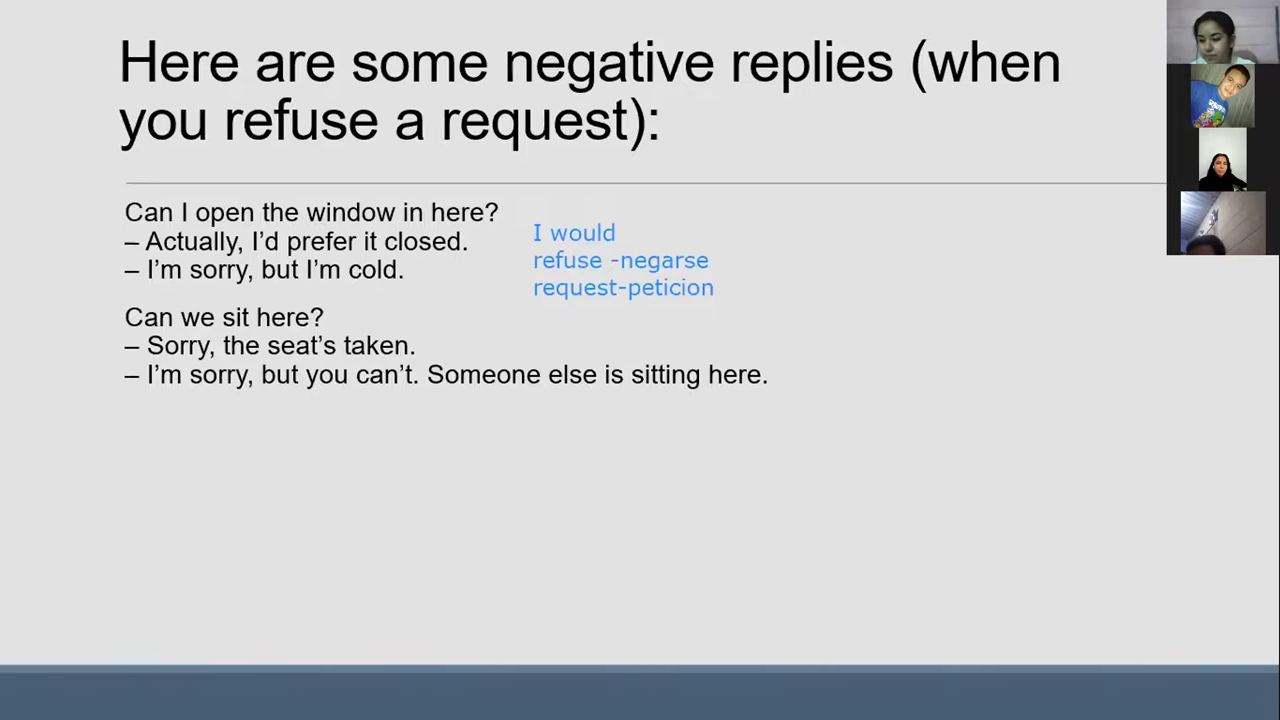 Here are some negative replies (when
you refuse a request):
Can I open the window in here?
– Actually, I’d prefer it closed.
– I’m sorry, but I’m cold.
I would
refuse -negarse
request-peticion
Can we sit here?
– Sorry, the seat’s taken.
– I’m sorry, but you can’t. Someone else is sitting here.